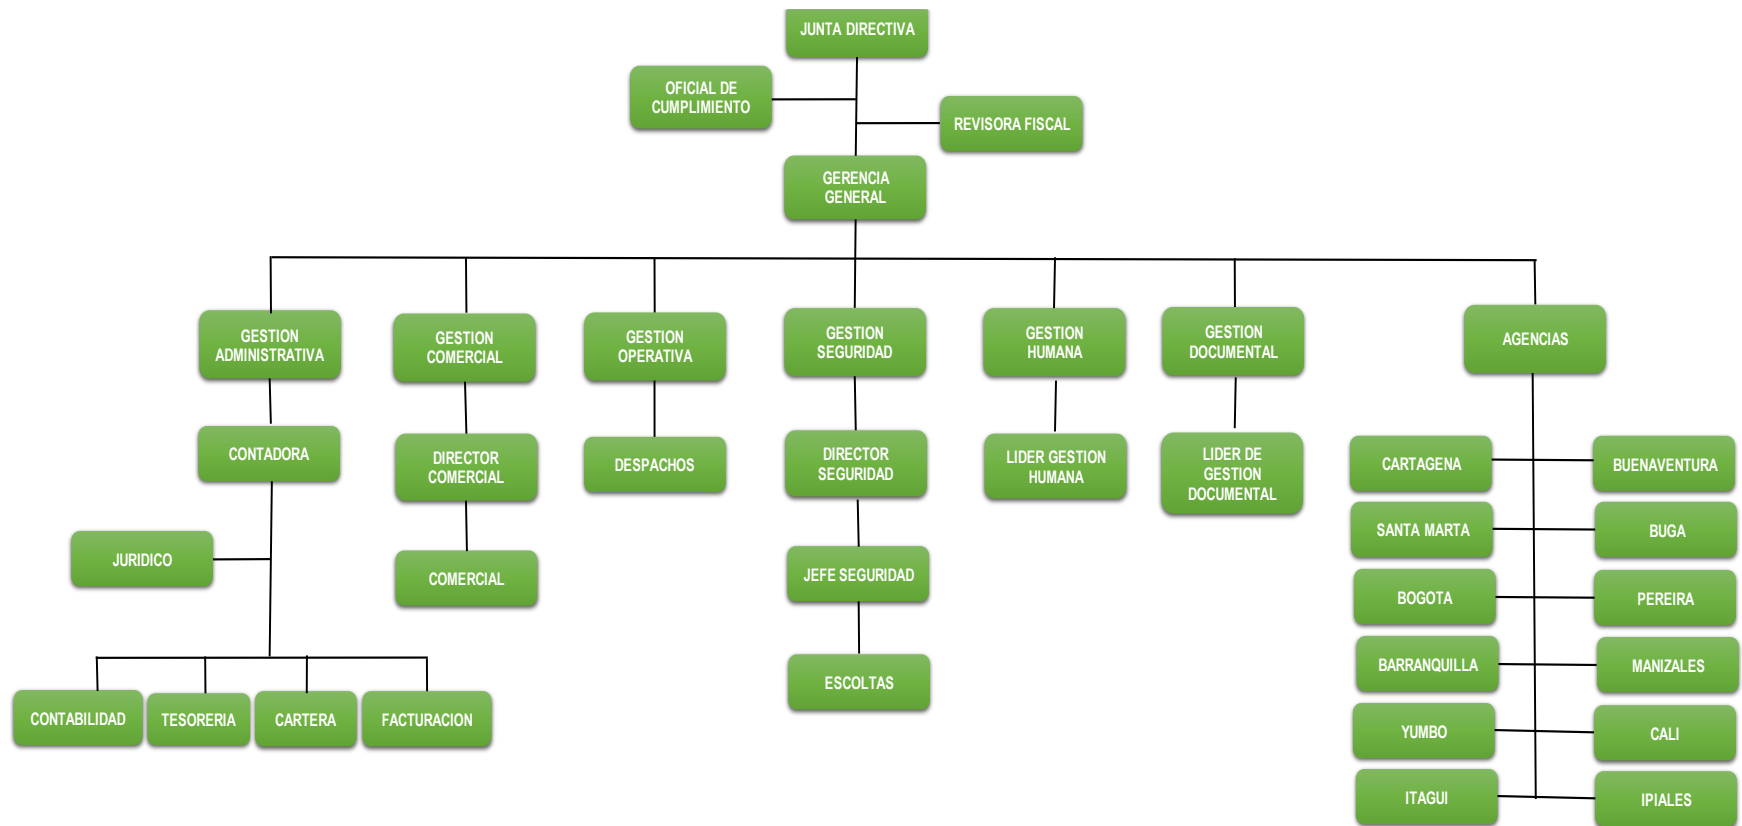 JUNTA DIRECTIVA
OFICIAL DE
CUMPLIMIENTO
REVISORA FISCAL
GERENCIA
GENERAL
GESTION
ADMINISTRATIVA
GESTION
COMERCIAL
GESTION
OPERATIVA
GESTION
SEGURIDAD
GESTION
HUMANA
GESTION
DOCUMENTAL
AGENCIAS
CONTADORA
DIRECTOR
COMERCIAL
DESPACHOS
DIRECTOR
SEGURIDAD
LIDER GESTION
HUMANA
LIDER DE
GESTION
DOCUMENTAL
CARTAGENA
BUENAVENTURA
SANTA MARTA
BUGA
JURIDICO
COMERCIAL
JEFE SEGURIDAD
BOGOTA
PEREIRA
BARRANQUILLA
MANIZALES
ESCOLTAS
CONTABILIDAD
TESORERIA
CARTERA
FACTURACION
YUMBO
CALI
ITAGUI
IPIALES